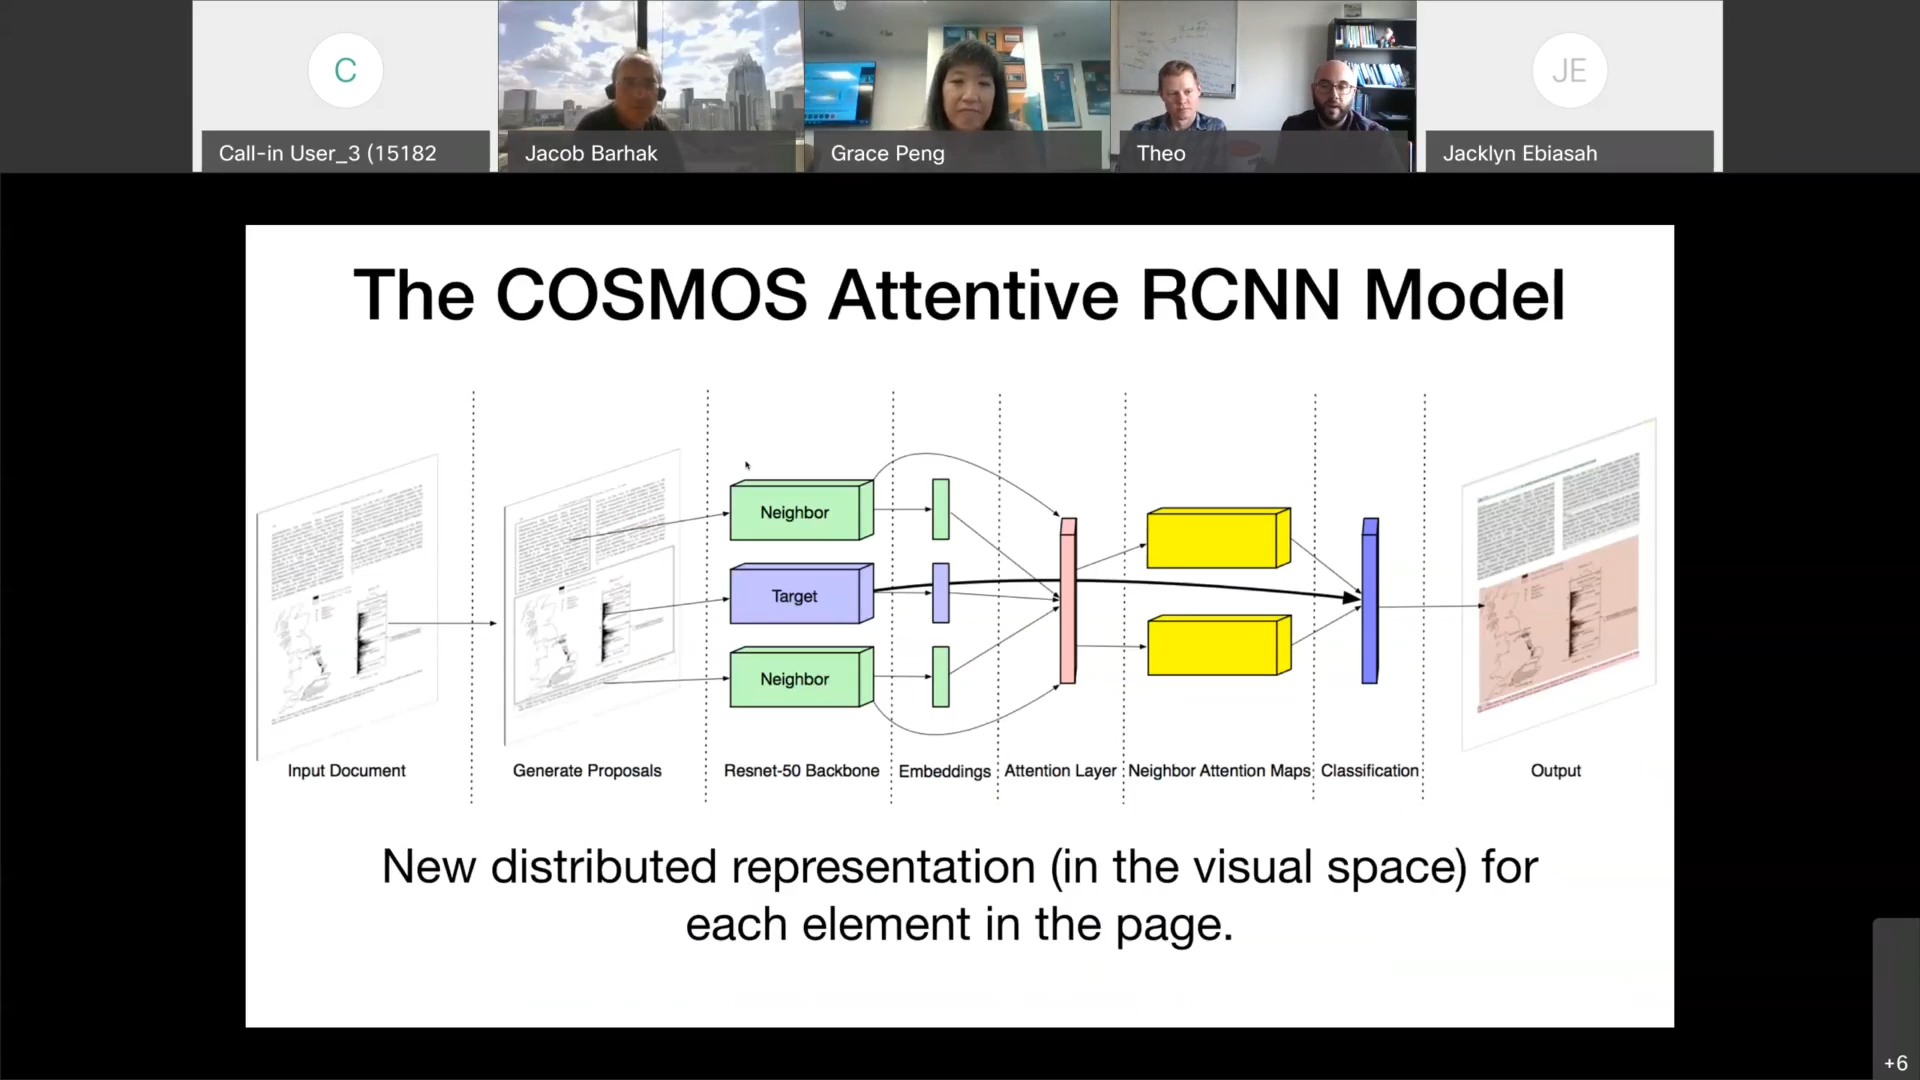 C
JE
Call-in User_3 (15182
Jacob Barhak
Grace Peng
Theo
Jacklyn Ebiasah
The COSMOS Attentive RCNN Model
Neighbor
Target
Neighbor
Input Document
Generate Proposals
Resnet-50 Backbone
Embeddings
Attention Layer
Neighbor Attention Maps
Classification
Output
New distributed representation (in the visual space) for
each element in the page.
+6